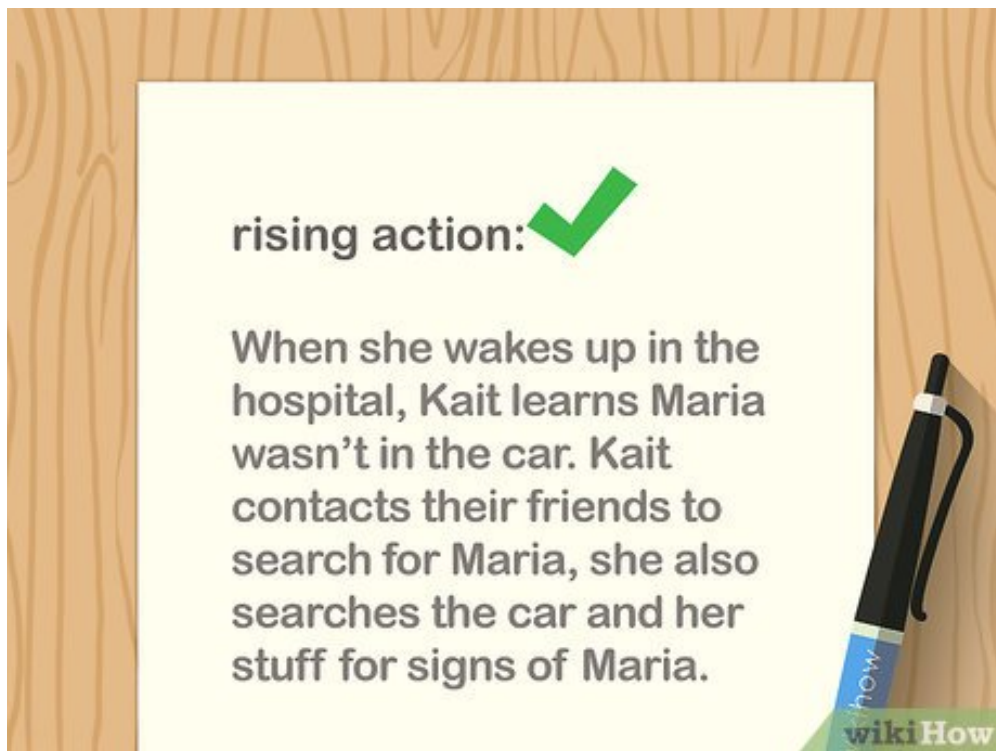 rising action:
When she wakes up in the
hospital, Kait learns Maria
wasn't in the car. Kait
contacts their friends to
search for Maria, she also
searches the car and her
stuff for signs of Maria.
how
wikiHow